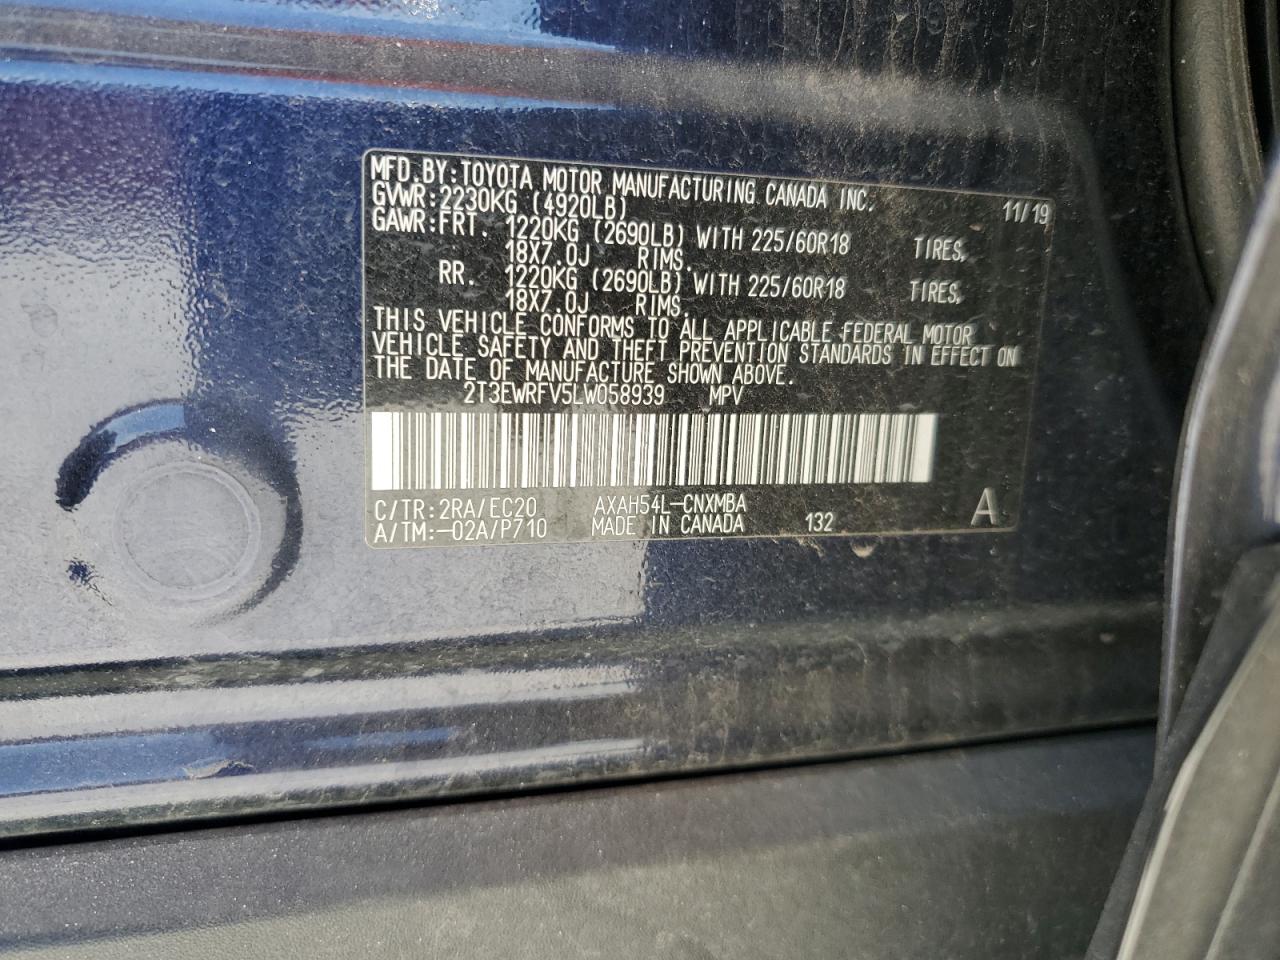 MFD.BY:TOYOTA MOTOR MANUFACTURING CANADA INC.
GVWR:2230KG (4920LB) 11/19
GAWR:FRT. 1220KG (2690LB) WITH 225/60R18 TIRES,
18X7.0J RIMS.
RR. 1220KG (2690LB) WITH 225/60R18 TIRES,
18X7.0J RIMS.
THIS VEHICLE CONFORMS TO ALL APPLICABLE FEDERAL MOTOR
VEHICLE SAFETY AND THEFT PREVENTION STANDARDS IN EFFECT ON
THE DATE OF MANUFACTURE SHOWN ABOVE.
2T3EWRFV5LW058939 MPV
C/TR:2RA/EC20 AXAH54L-CNXMBA
A/TM:-02A/P710 MADE IN CANADA 132 A